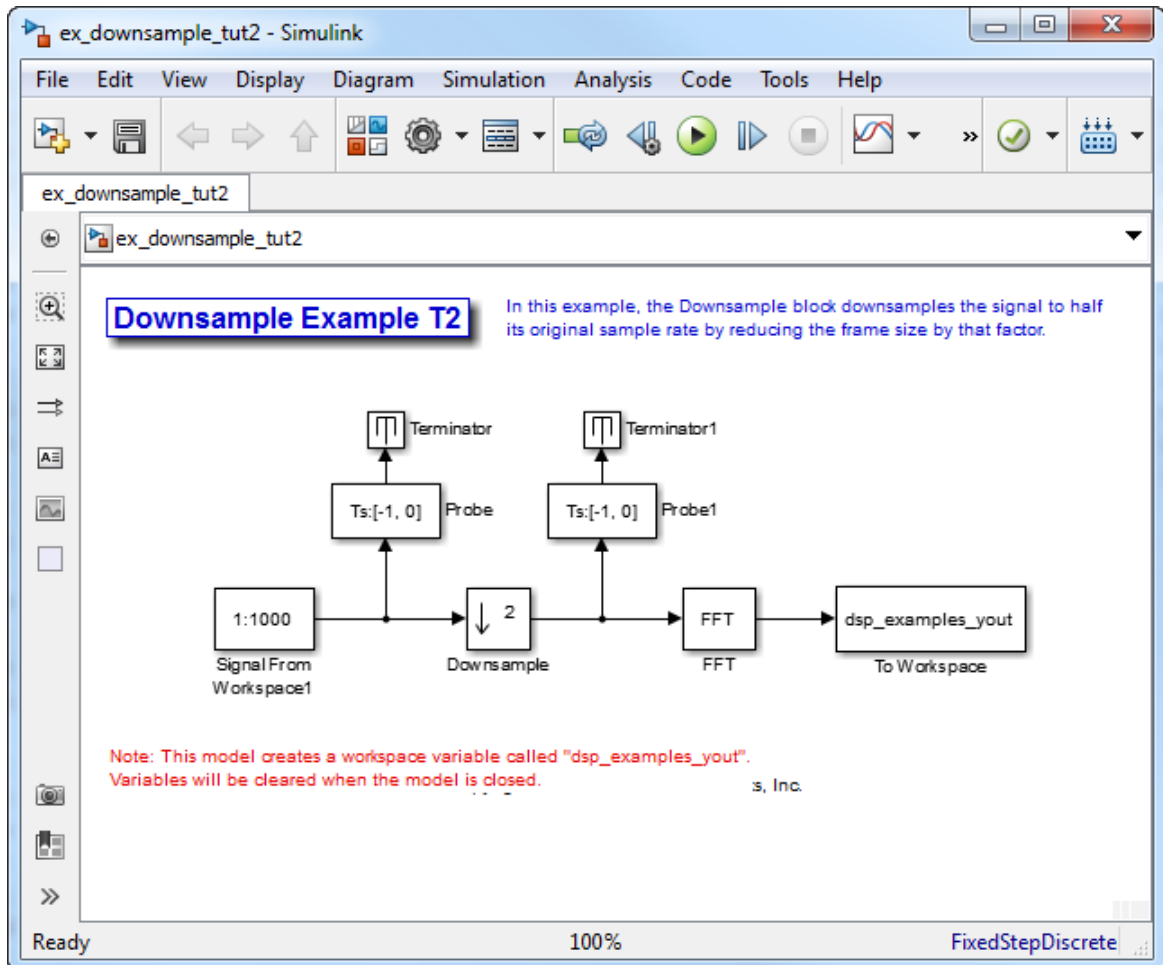 ex_downsample_tut2 - Simulink
File Edit View Display Diagram Simulation Analysis Code Tools Help
ex_downsample_tut2
ex_downsample_tut2
Downsample Example T2
In this example, the Downsample block downsamples the signal to half
its original sample rate by reducing the frame size by that factor.
Terminator
Terminator1
Ts:[-1, 0]
Probe
Ts:[-1, 0]
Probe1
1:1000
2
FFT
dsp_examples_yout
Signal From
Workspace1
Downsample
FFT
To Workspace
Note: This model creates a workspace variable called "dsp_examples_yout".
Variables will be cleared when the model is closed.
Inc.
Ready 100% FixedStepDiscrete